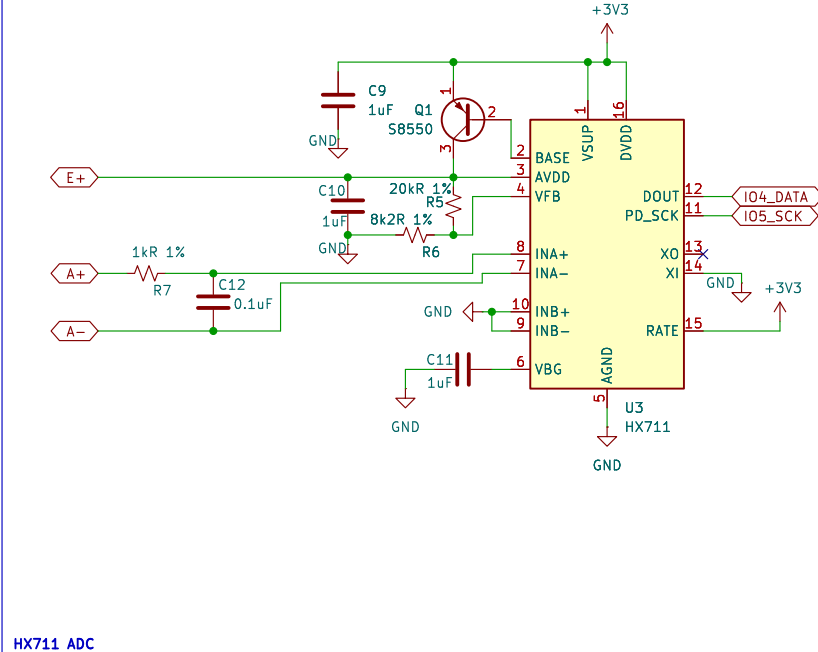 +3V3
C9
1uF
GND
Q1
S8550
1
2
3
1
16
VSUP
DVDD
2
BASE
3
AVDD
4
VFB
E+
C10
1uF
GND
20kR 1%
R5
8k2R 1%
R6
DOUT
12
IO4_DATA
PD_SCK
11
IO5_SCK
A+
1kR 1%
R7
C12
0.1uF
A-
8
INA+
7
INA-
XO
13
XI
14
GND
+3V3
GND
10
INB+
9
INB-
RATE
15
C11
1uF
6
VBG
GND
AGND
5
U3
HX711
GND
HX711 ADC